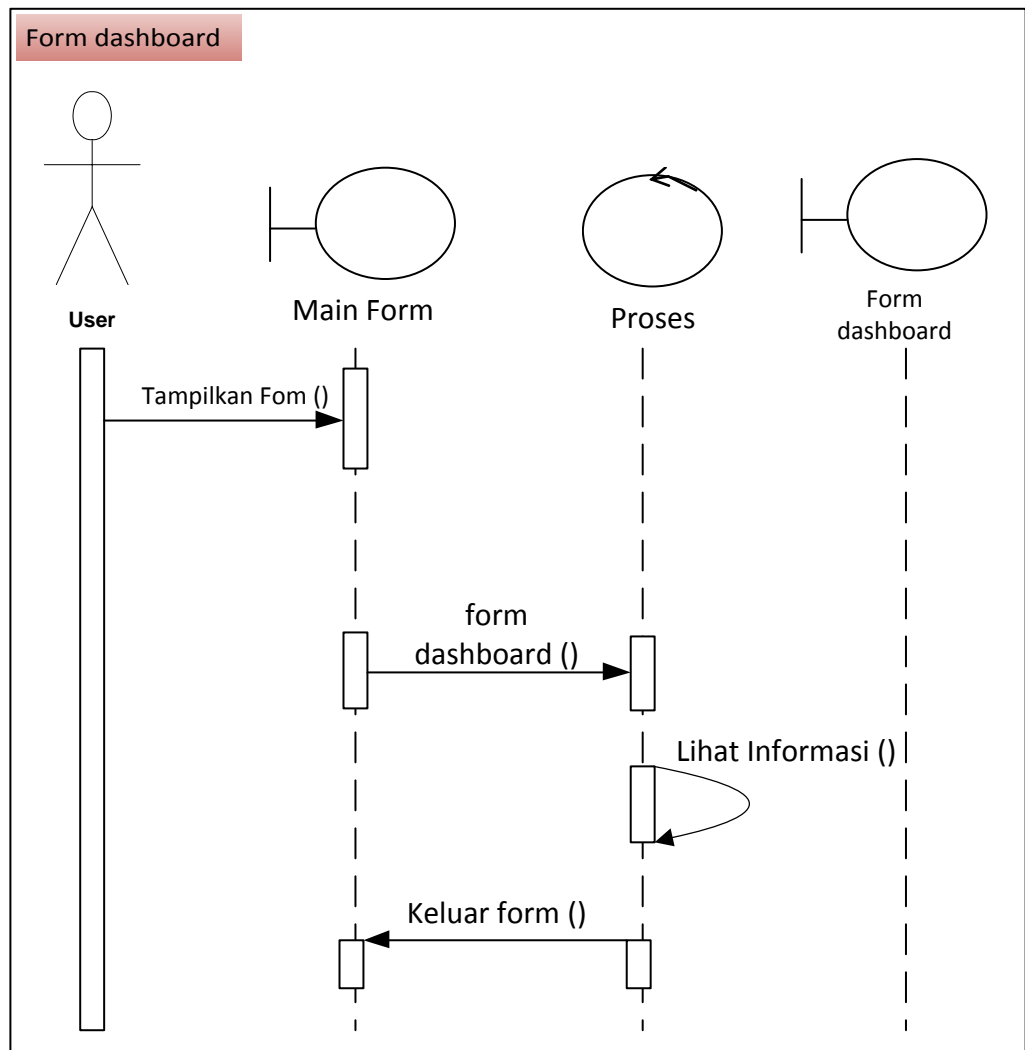 Form dashboard
User
Main Form
Proses
Form
dashboard
Tampilkan Fom ()
form
dashboard ()
Lihat Informasi ()
Keluar form ()